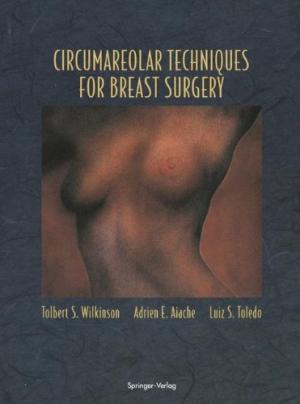 CIRCUMAREOLAR TECHNIQUES
FOR BREAST SURGERY
Tolbert S. Wilkinson Adrien E. Aiache Luiz S. Toledo
Springer-Verlag